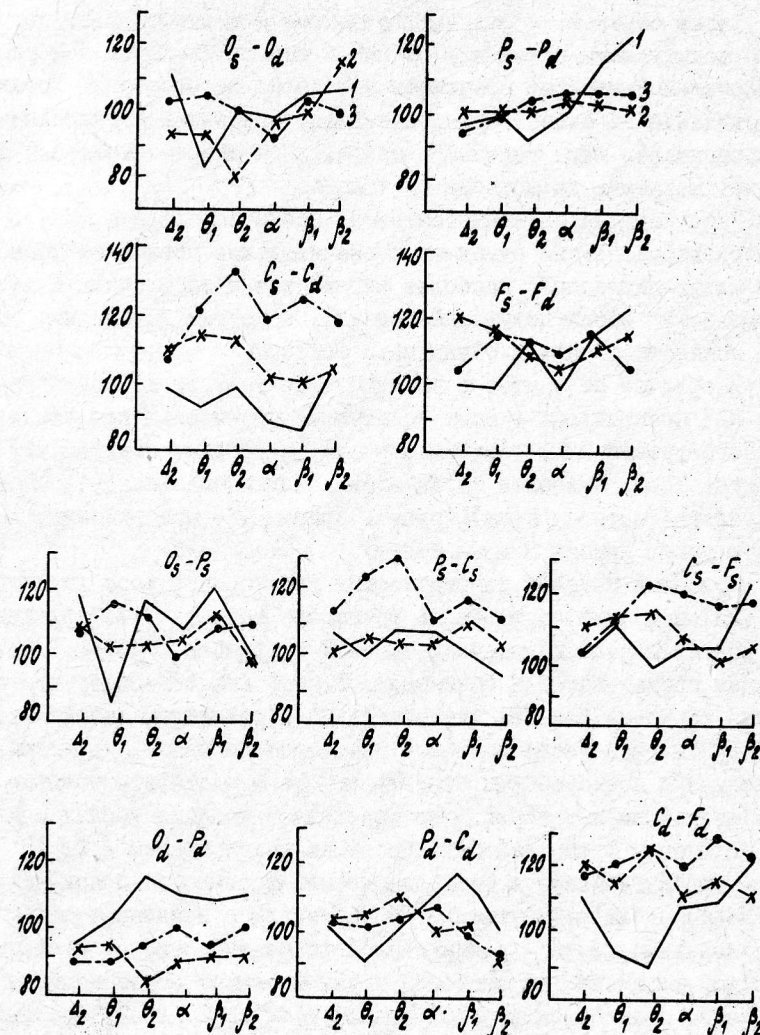 O_s - O_d
P_s - P_d
120
100
80
2
1
3
120
100
80
1
3
2
Δ₂ θ₁ θ₂ α β₁ β₂
Δ₂ θ₁ θ₂ α β₁ β₂
C_s - C_d
F_s - F_d
140
120
100
80
140
120
100
80
Δ₂ θ₁ θ₂ α β₁ β₂
Δ₂ θ₁ θ₂ α β₁ β₂
O_s - P_s
P_s - C_s
C_s - F_s
120
100
80
120
100
80
120
100
80
Δ₂ θ₁ θ₂ α β₁ β₂
Δ₂ θ₁ θ₂ α β₁ β₂
Δ₂ θ₁ θ₂ α β₁ β₂
O_d - P_d
P_d - C_d
C_d - F_d
120
100
80
120
100
80
120
100
80
Δ₂ θ₁ θ₂ α β₁ β₂
Δ₂ θ₁ θ₂ α β₁ β₂
Δ₂ θ₁ θ₂ α β₁ β₂